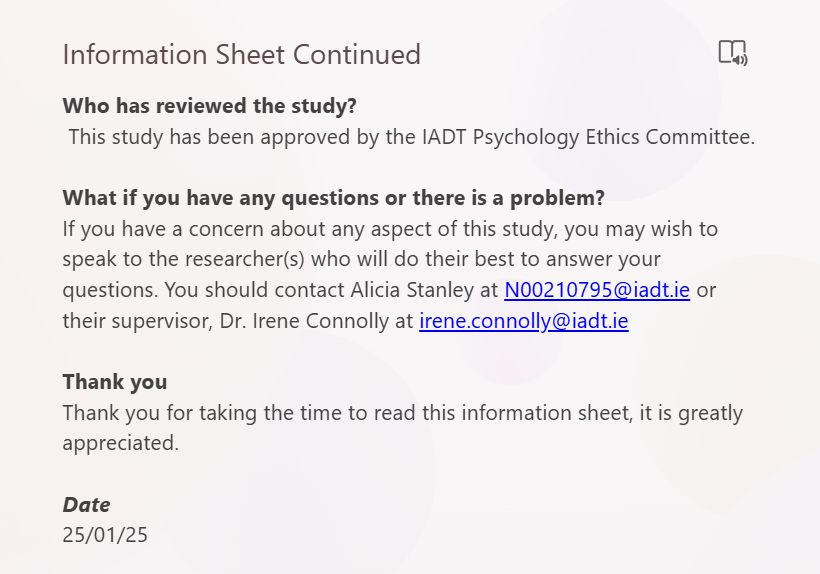 Information Sheet Continued
Who has reviewed the study?
This study has been approved by the IADT Psychology Ethics Committee.
What if you have any questions or there is a problem?
If you have a concern about any aspect of this study, you may wish to
speak to the researcher(s) who will do their best to answer your
questions. You should contact Alicia Stanley at N00210795@iadt.ie or
their supervisor, Dr. Irene Connolly at irene.connolly@iadt.ie
Thank you
Thank you for taking the time to read this information sheet, it is greatly
appreciated.
Date
25/01/25